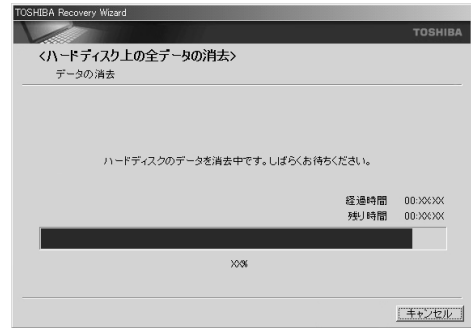 TOSHIBA Recovery Wizard
TOSHIBA
<ハードディスク上の全データの消去>
データの消去
ハードディスクのデータを消去中です。しばらくお待ちください。
経過時間 00:XX:XX
残り時間 00:XX:XX
XX%
キャンセル